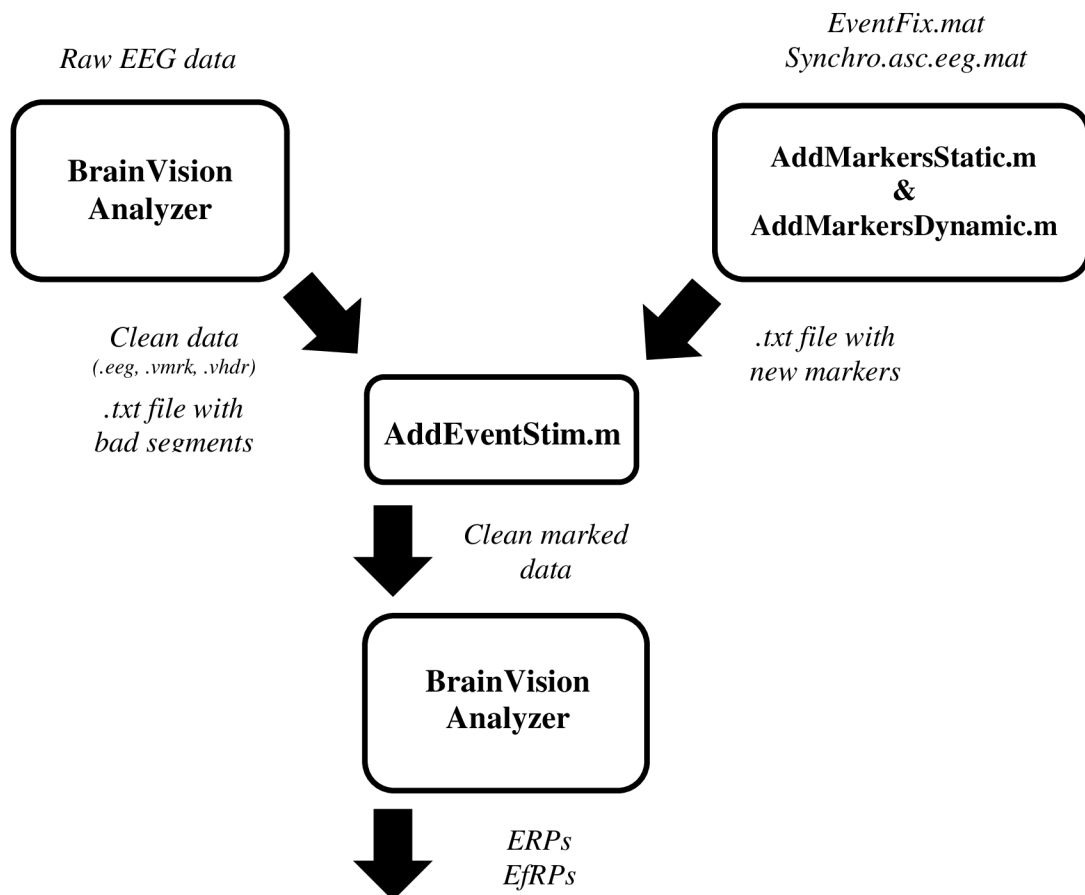 Raw EEG data
BrainVision
Analyzer
EventFix.mat
Synchro.asc.eeg.mat
AddMarkersStatic.m
&
AddMarkersDynamic.m
Clean data
(.eeg, .vmrk, .vhdr)
.txt file with
bad segments
.txt file with
new markers
AddEventStim.m
Clean marked
data
BrainVision
Analyzer
ERPs
EfRPs